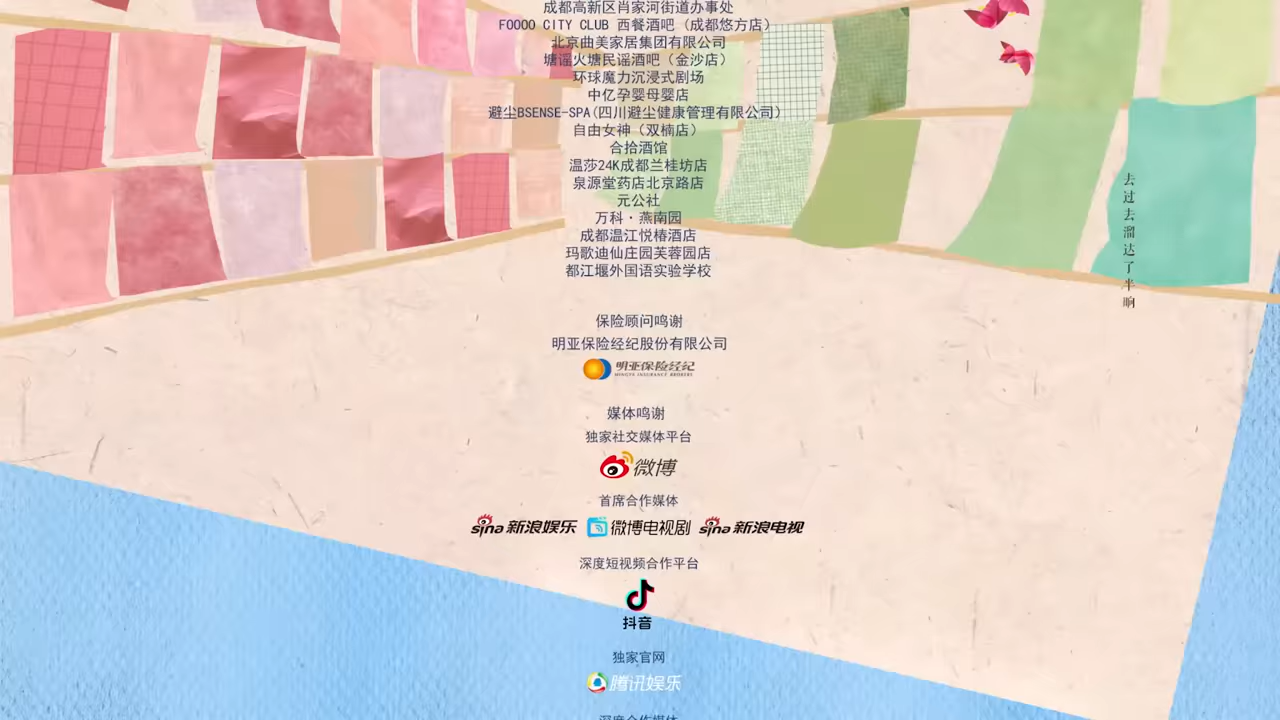 成都高新区肖家河街道办事处
FOOOO CITY CLUB 西餐酒吧（成都悠方店）
北京曲美家居集团有限公司
塘谣火塘民谣酒吧（金沙店）
环球魔力沉浸式剧场
中亿孕婴母婴店
避尘BSENSE-SPA(四川避尘健康管理有限公司)
自由女神（双楠店）
合拾酒馆
温莎24K成都兰桂坊店
泉源堂药店北京路店
元公社
万科·燕南园
成都温江悦椿酒店
玛歌迪仙庄园芙蓉园店
都江堰外国语实验学校
去过去溜达了半晌
保险顾问鸣谢
明亚保险经纪股份有限公司
明亚保险经纪
MINGYA INSURANCE BROKERS
媒体鸣谢
独家社交媒体平台
微博
首席合作媒体
sina 新浪娱乐 微博电视剧 sina 新浪电视
深度短视频合作平台
抖音
独家官网
腾讯娱乐
深度合作媒体